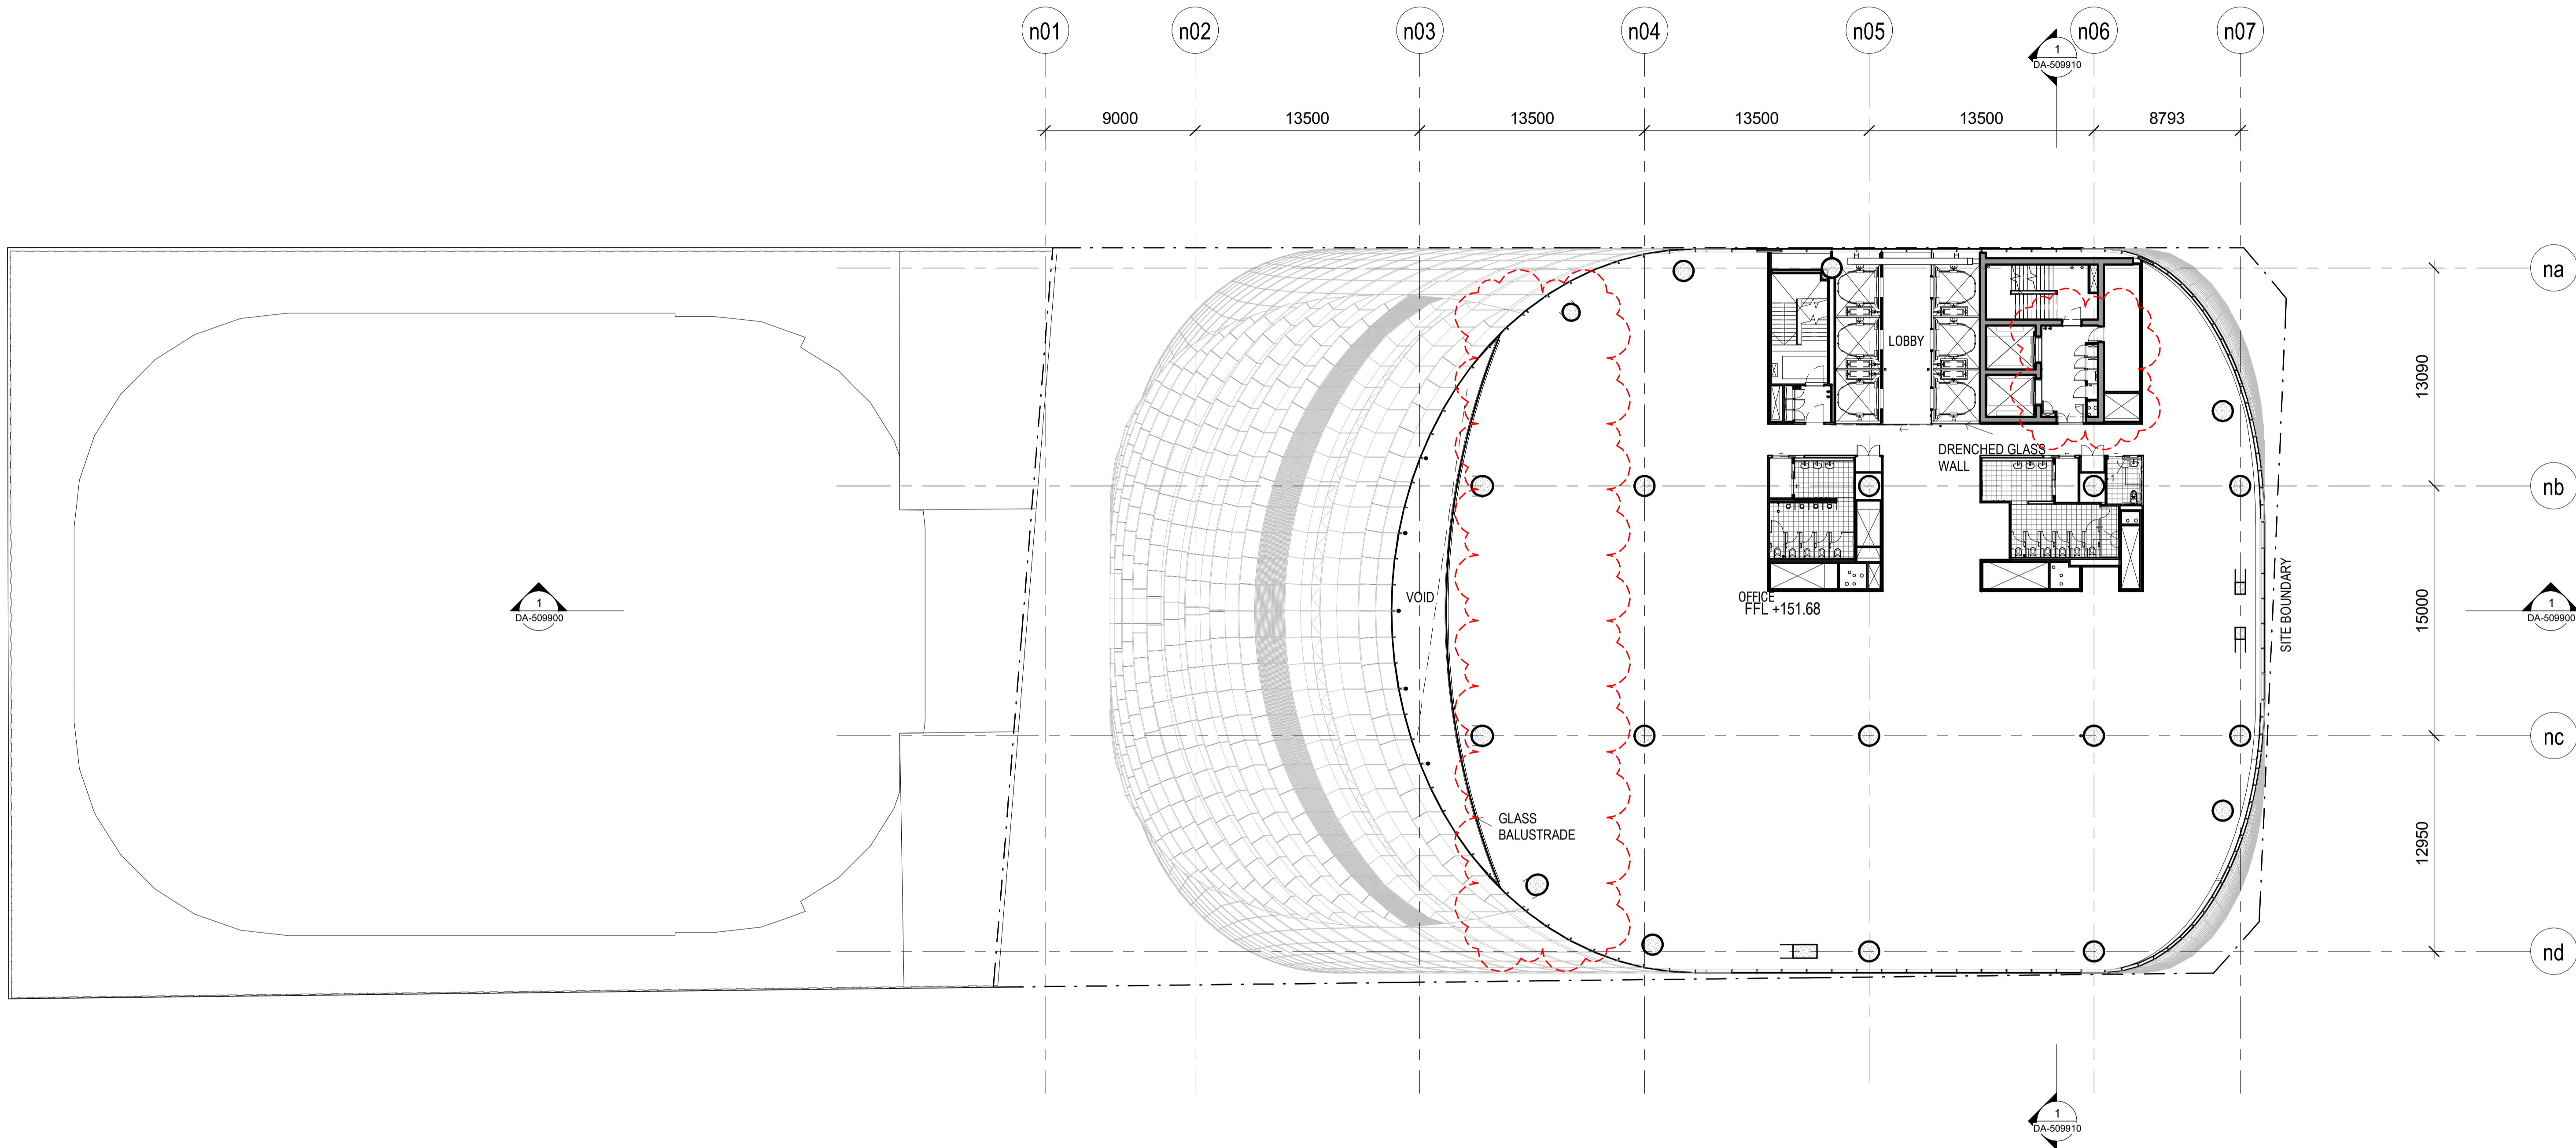 n01
n02
n03
n04
n05
n06
n07
1
DA-509910
9000
13500
13500
13500
13500
8793
na
13090
LOBBY
DRENCHED GLASS
WALL
nb
VOID
OFFICE
FFL +151.68
SITE BOUNDARY
15000
1
DA-509900
1
DA-509900
nc
GLASS
BALUSTRADE
12950
nd
1
DA-509910